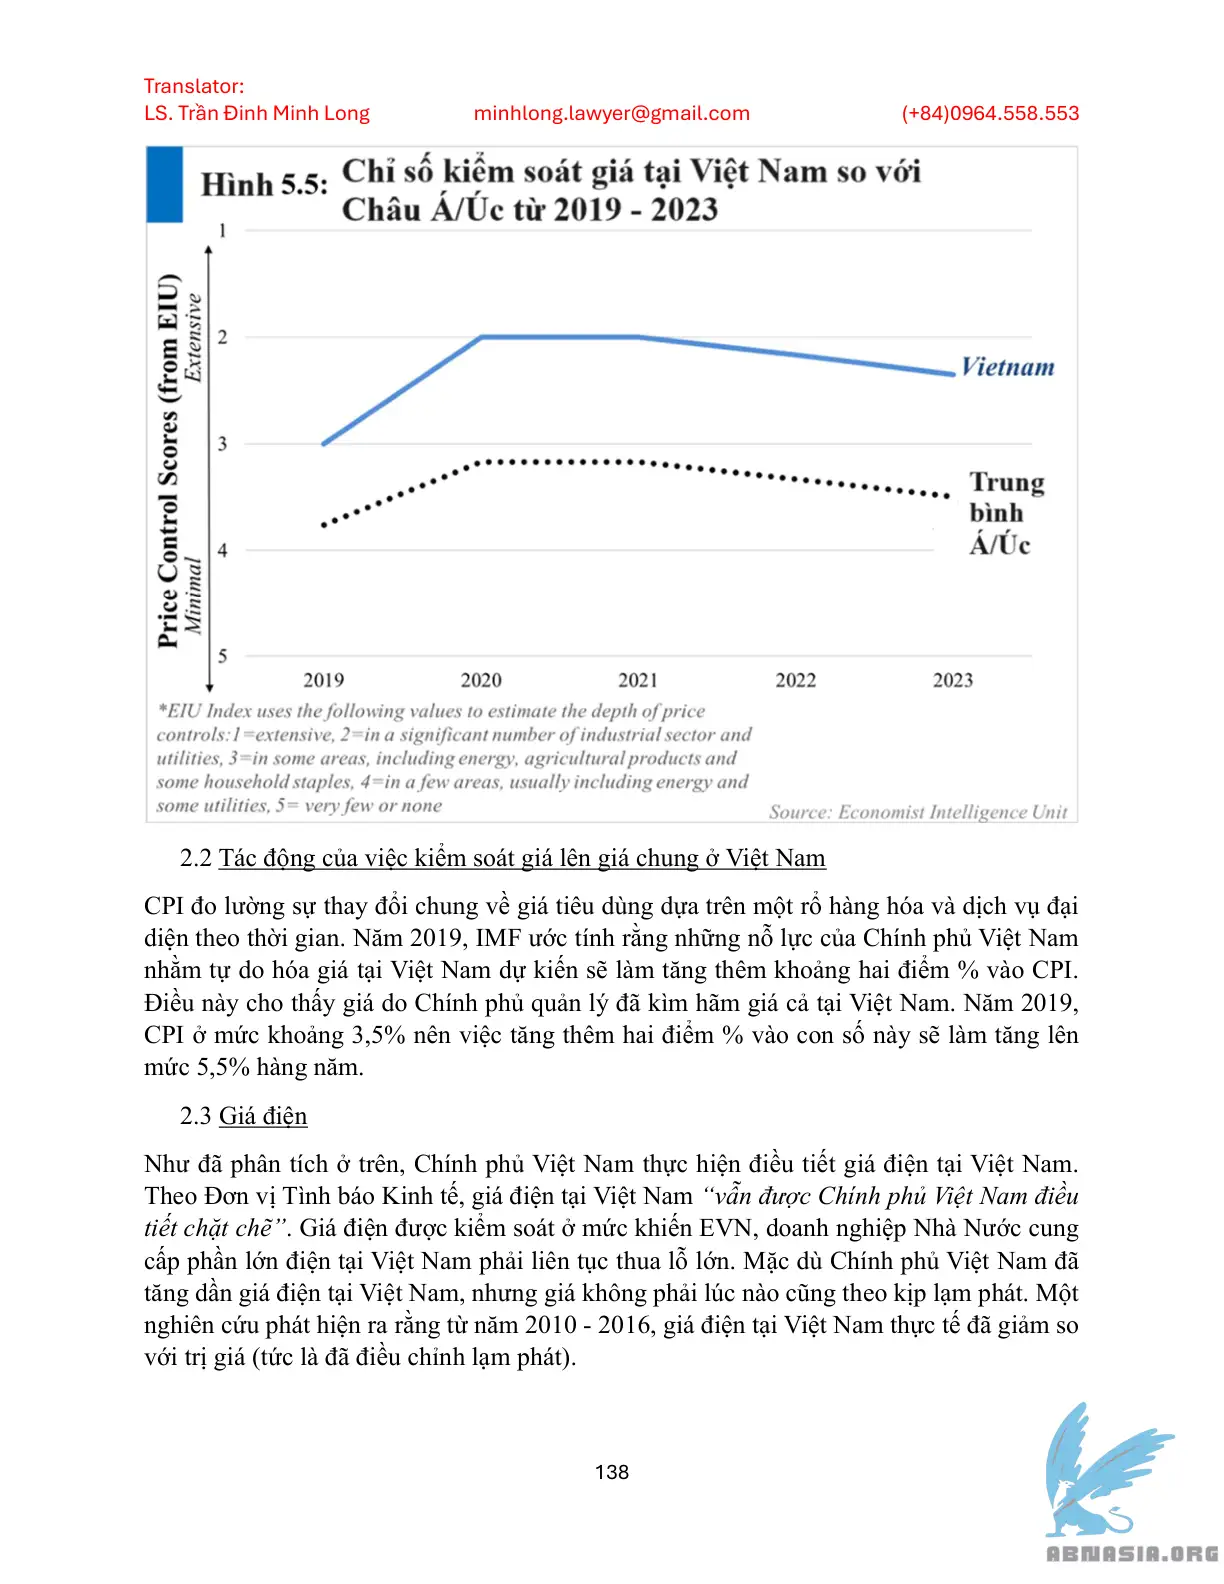 Translator:
LS. Trần Đinh Minh Long minhlong.lawyer@gmail.com (+84)0964.558.553
Hình 5.5: Chỉ số kiểm soát giá tại Việt Nam so với
Châu Á/Úc từ 2019 - 2023
Price Control Scores (from EIU)
Extensive
Minimal
1
2
3
4
5
Vietnam
Trung
bình
Á/Úc
2019 2020 2021 2022 2023
*EIU Index uses the following values to estimate the depth of price
controls:1=extensive, 2=in a significant number of industrial sector and
utilities, 3=in some areas, including energy, agricultural products and
some household staples, 4=in a few areas, usually including energy and
some utilities, 5= very few or none
Source: Economist Intelligence Unit
2.2 Tác động của việc kiểm soát giá lên giá chung ở Việt Nam
CPI đo lường sự thay đổi chung về giá tiêu dùng dựa trên một rổ hàng hóa và dịch vụ đại
diện theo thời gian. Năm 2019, IMF ước tính rằng những nỗ lực của Chính phủ Việt Nam
nhằm tự do hóa giá tại Việt Nam dự kiến sẽ làm tăng thêm khoảng hai điểm % vào CPI.
Điều này cho thấy giá do Chính phủ quản lý đã kìm hãm giá cả tại Việt Nam. Năm 2019,
CPI ở mức khoảng 3,5% nên việc tăng thêm hai điểm % vào con số này sẽ làm tăng lên
mức 5,5% hàng năm.
2.3 Giá điện
Như đã phân tích ở trên, Chính phủ Việt Nam thực hiện điều tiết giá điện tại Việt Nam.
Theo Đơn vị Tình báo Kinh tế, giá điện tại Việt Nam “vẫn được Chính phủ Việt Nam điều
tiết chặt chẽ”. Giá điện được kiểm soát ở mức khiến EVN, doanh nghiệp Nhà Nước cung
cấp phần lớn điện tại Việt Nam phải liên tục thua lỗ lớn. Mặc dù Chính phủ Việt Nam đã
tăng dần giá điện tại Việt Nam, nhưng giá không phải lúc nào cũng theo kịp lạm phát. Một
nghiên cứu phát hiện ra rằng từ năm 2010 - 2016, giá điện tại Việt Nam thực tế đã giảm so
với trị giá (tức là đã điều chỉnh lạm phát).
138
ABNASIA.ORG